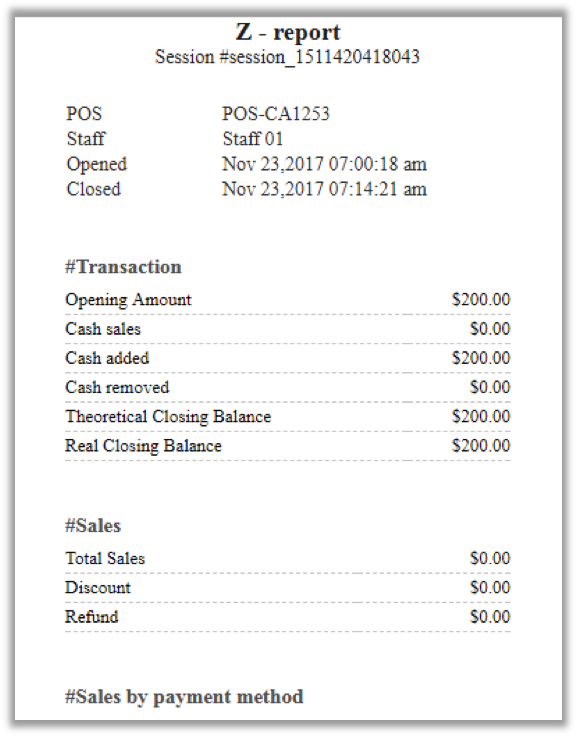 Z - report
Session #session_1511420418043
POS POS-CA1253
Staff Staff 01
Opened Nov 23,2017 07:00:18 am
Closed Nov 23,2017 07:14:21 am
#Transaction
Opening Amount $200.00
Cash sales $0.00
Cash added $200.00
Cash removed $0.00
Theoretical Closing Balance $200.00
Real Closing Balance $200.00
#Sales
Total Sales $0.00
Discount $0.00
Refund $0.00
#Sales by payment method